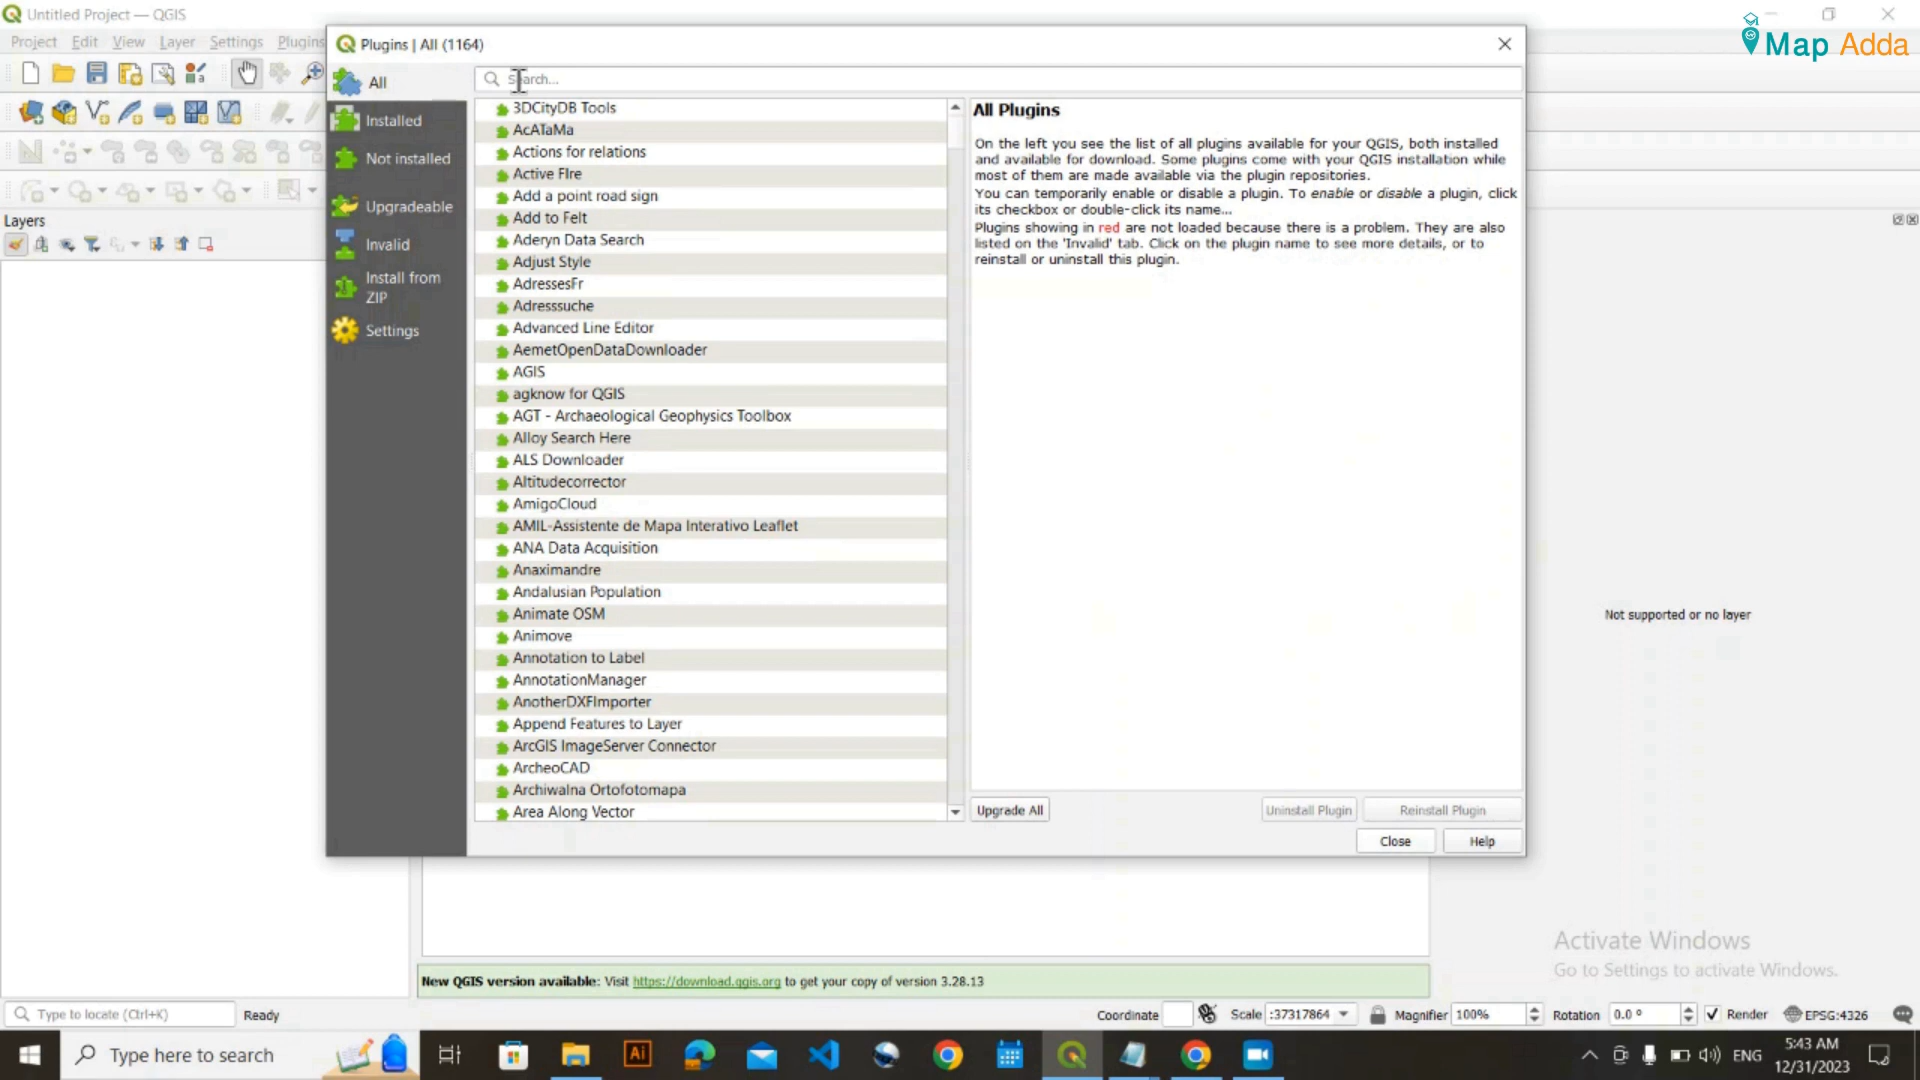 Untitled Project — QGIS
Map Adda
Project Edit View Layer Settings Plugins
Plugins | All (1164)
All
Search...
Installed
Not installed
Upgradeable
Invalid
Install from ZIP
Settings
Layers
3DCityDB Tools
AcATaMa
Actions for relations
Active FIre
Add a point road sign
Add to Felt
Aderyn Data Search
Adjust Style
AdressesFr
Adresssuche
Advanced Line Editor
AemetOpenDataDownloader
AGIS
agknow for QGIS
AGT - Archaeological Geophysics Toolbox
Alloy Search Here
ALS Downloader
Altitudecorrector
AmigoCloud
AMIL-Assistente de Mapa Interativo Leaflet
ANA Data Acquisition
Anaximandre
Andalusian Population
Animate OSM
Animove
Annotation to Label
AnnotationManager
AnotherDXFImporter
Append Features to Layer
ArcGIS ImageServer Connector
ArcheoCAD
Archiwalna Ortofotomapa
Area Along Vector
All Plugins
On the left you see the list of all plugins available for your QGIS, both installed
and available for download. Some plugins come with your QGIS installation while
most of them are made available via the plugin repositories.
You can temporarily enable or disable a plugin. To enable or disable a plugin, click
its checkbox or double-click its name...
Plugins showing in red are not loaded because there is a problem. They are also
listed on the 'Invalid' tab. Click on the plugin name to see more details, or to
reinstall or uninstall this plugin.
Upgrade All
Uninstall Plugin
Reinstall Plugin
Close
Help
Not supported or no layer
Activate Windows
Go to Settings to activate Windows.
New QGIS version available: Visit https://download.qgis.org to get your copy of version 3.28.13
Type to locate (Ctrl+K) Ready Coordinate Scale :37317864 Magnifier 100% Rotation 0.0 ° Render EPSG:4326
Type here to search
Ai
ENG
5:43 AM
12/31/2023